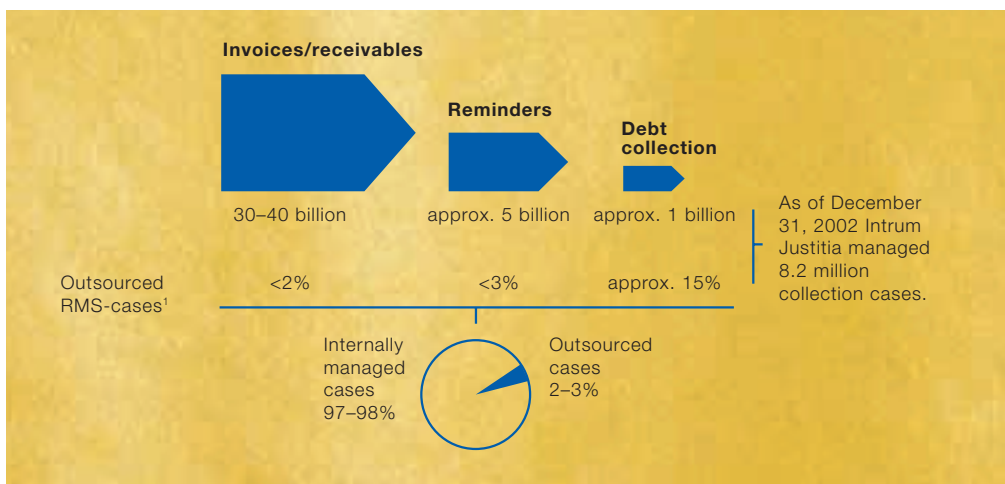 Invoices/receivables
Reminders
Debt
collection
30–40 billion
approx. 5 billion
approx. 1 billion
As of December
31, 2002 Intrum
Justitia managed
8.2 million
collection cases.
Outsourced
RMS-cases¹
<2%
<3%
approx. 15%
Internally
managed
cases
97–98%
Outsourced
cases
2–3%